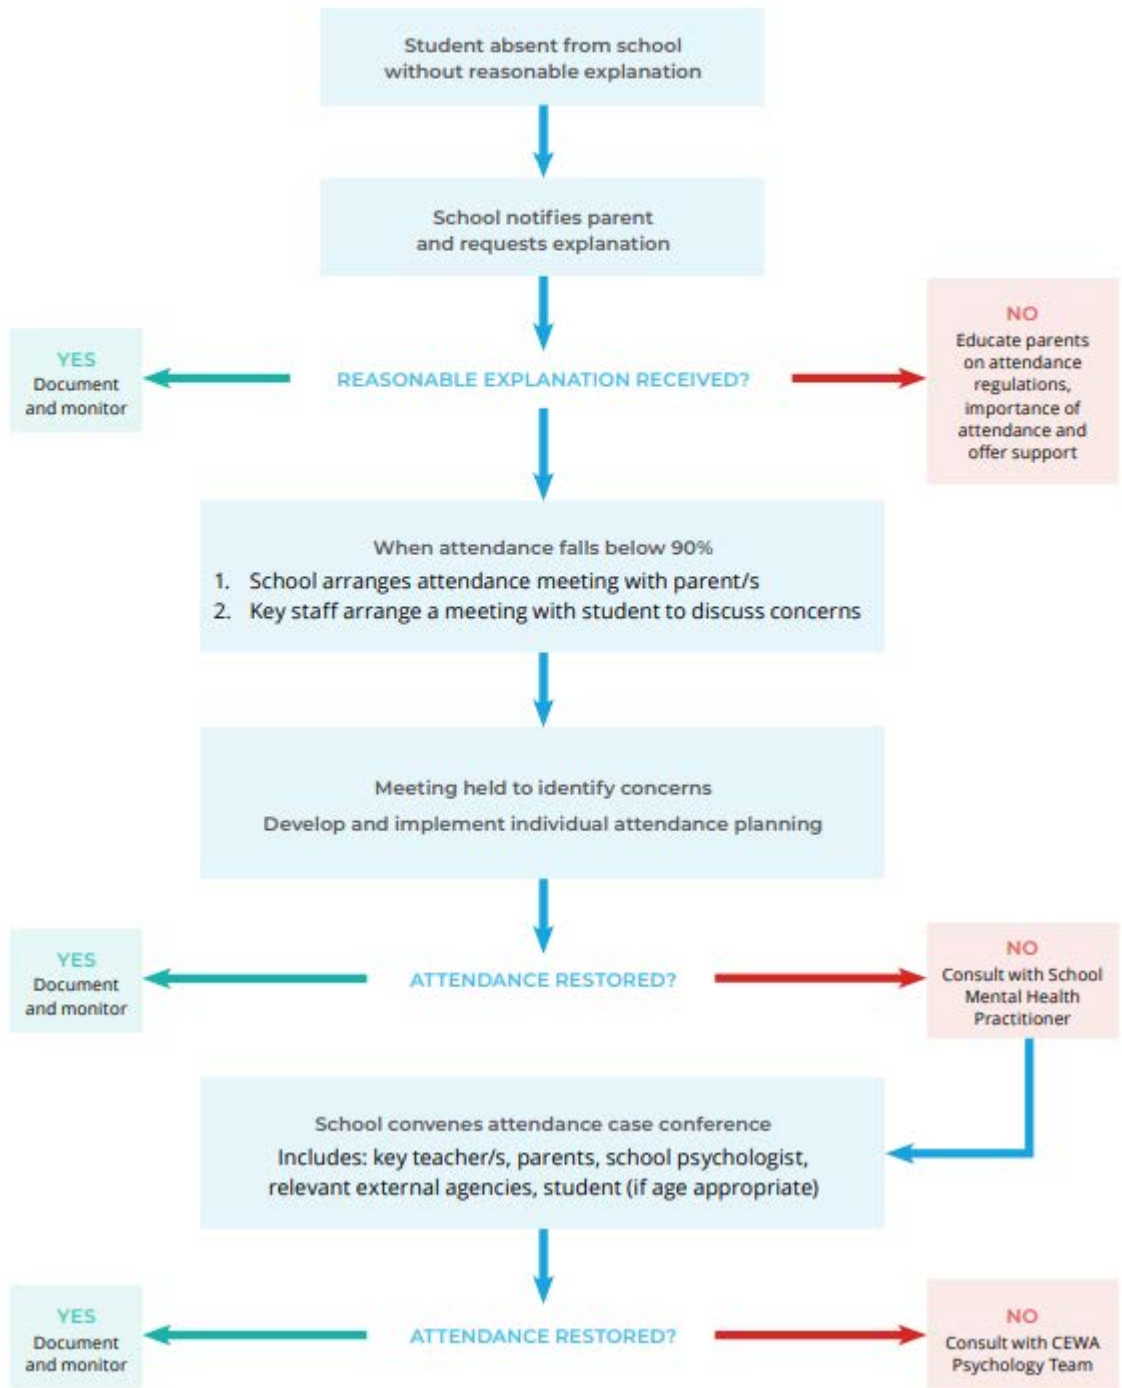 Student absent from school
without reasonable explanation
School notifies parent
and requests explanation
YES
Document
and monitor
REASONABLE EXPLANATION RECEIVED?
NO
Educate parents
on attendance
regulations,
importance of
attendance and
offer support
When attendance falls below 90%
1. School arranges attendance meeting with parent/s
2. Key staff arrange a meeting with student to discuss concerns
Meeting held to identify concerns
Develop and implement individual attendance planning
YES
Document
and monitor
ATTENDANCE RESTORED?
NO
Consult with School
Mental Health
Practitioner
School convenes attendance case conference
Includes: key teacher/s, parents, school psychologist,
relevant external agencies, student (if age appropriate)
YES
Document
and monitor
ATTENDANCE RESTORED?
NO
Consult with CEWA
Psychology Team